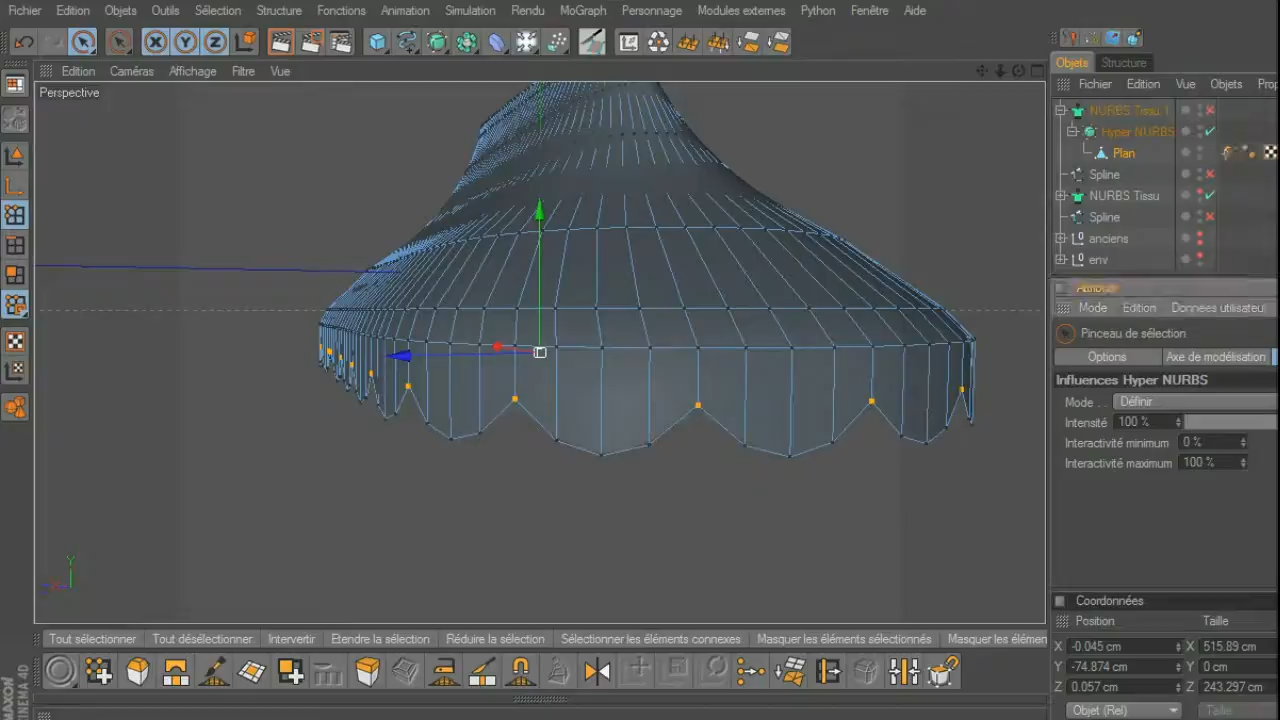 Fichier Edition Objets Outils Sélection Structure Fonctions Animation Simulation Rendu MoGraph Personnage Modules externes Python Fenêtre Aide
X Y Z
Edition Caméras Affichage Filtre Vue
Perspective
Objets Structure
Fichier Edition Vue Objets Prop
NURBS Tissu 1
Hyper NURBS
Plan
Spline
NURBS Tissu
Spline
anciens
env
Mode Edition Données utilisateur
Pinceau de sélection
Options Axe de modélisation
Influences Hyper NURBS
Mode . . . Définir
Intensité 100 %
Interactivité minimum 0 %
Interactivité maximum 100 %
Y
Coordonnées
Position Taille
X -0.045 cm X 515.89 cm
Y -74.874 cm Y 0 cm
Z 0.057 cm Z 243.297 cm
Objet (Rel) Taille
Tout sélectionner Tout désélectionner Intervertir Etendre la sélection Réduire la sélection Sélectionner les éléments connexes Masquer les éléments sélectionnés Masquer les élémen
MAXON
CINEMA 4D